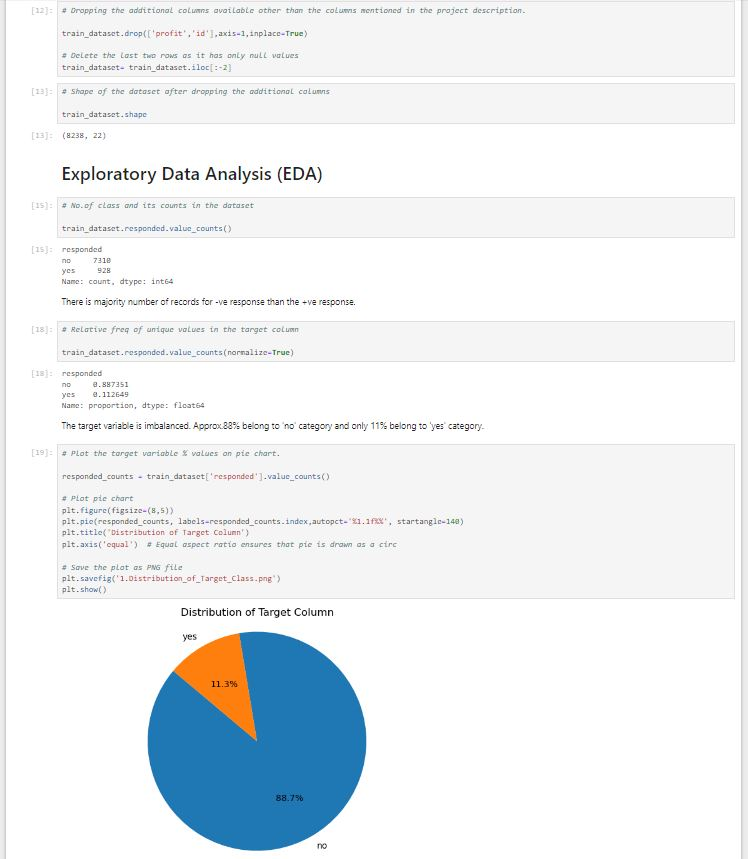 [12]: # Dropping the additional columns available other than the columns mentioned in the project description.
train_dataset.drop(['profit','id'],axis=1,inplace=True)
# Delete the last two rows as it has only null values
train_dataset= train_dataset.iloc[:-2]
[13]: # Shape of the dataset after dropping the additional columns
train_dataset.shape
[13]: (8238, 22)
Exploratory Data Analysis (EDA)
[15]: # No.of class and its counts in the dataset
train_dataset.responded.value_counts()
[15]: responded
no 7310
yes 928
Name: count, dtype: int64
There is majority number of records for -ve response than the +ve response.
[18]: # Relative freq of unique values in the target column
train_dataset.responded.value_counts(normalize=True)
[18]: responded
no 0.887351
yes 0.112649
Name: proportion, dtype: float64
The target variable is imbalanced. Approx.88% belong to 'no' category and only 11% belong to 'yes' category.
[19]: # Plot the target variable % values on pie chart.
responded_counts = train_dataset['responded'].value_counts()
# Plot pie chart
plt.figure(figsize=(8,5))
plt.pie(responded_counts, labels=responded_counts.index,autopct='%1.1f%%', startangle=140)
plt.title('Distribution of Target Column')
plt.axis('equal') # Equal aspect ratio ensures that pie is drawn as a circ
# Save the plot as PNG file
plt.savefig('1.Distribution_of_Target_Class.png')
plt.show()
Distribution of Target Column
yes
11.3%
88.7%
no